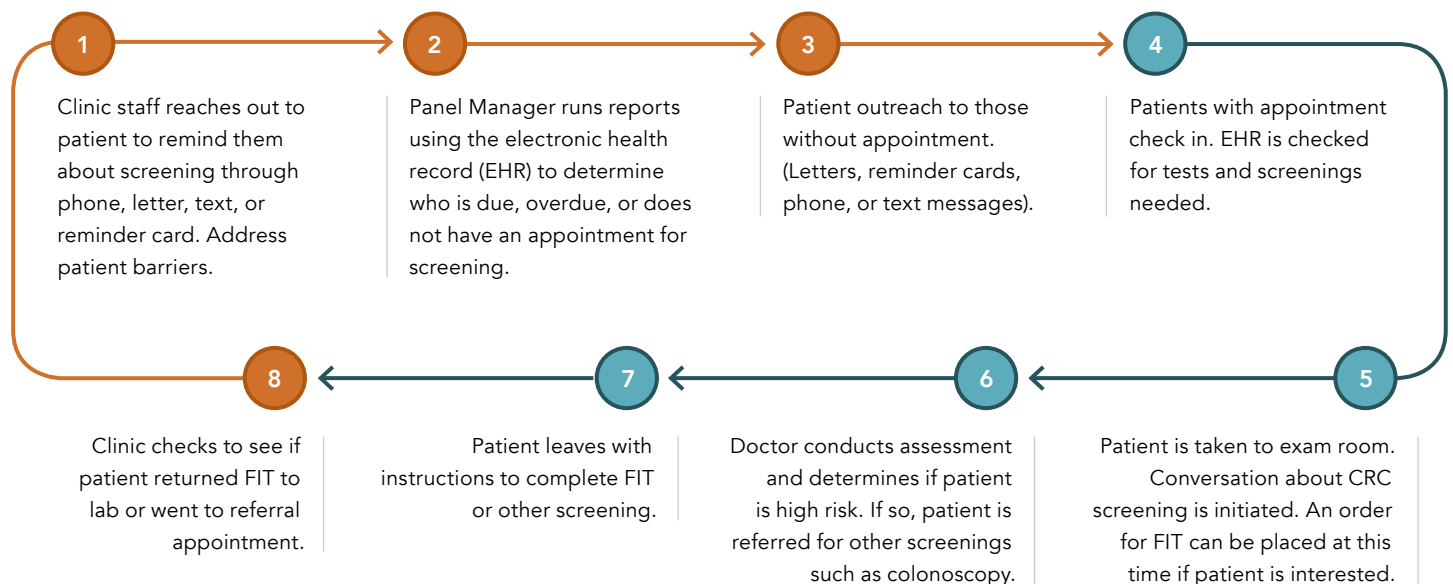 1
Clinic staff reaches out to
patient to remind them
about screening through
phone, letter, text, or
reminder card. Address
patient barriers.
2
Panel Manager runs reports
using the electronic health
record (EHR) to determine
who is due, overdue, or does
not have an appointment for
screening.
3
Patient outreach to those
without appointment.
(Letters, reminder cards,
phone, or text messages).
4
Patients with appointment
check in. EHR is checked
for tests and screenings
needed.
5
Patient is taken to exam room.
Conversation about CRC
screening is initiated. An order
for FIT can be placed at this
time if patient is interested.
6
Doctor conducts assessment
and determines if patient
is high risk. If so, patient is
referred for other screenings
such as colonoscopy.
7
Patient leaves with
instructions to complete FIT
or other screening.
8
Clinic checks to see if
patient returned FIT to
lab or went to referral
appointment.